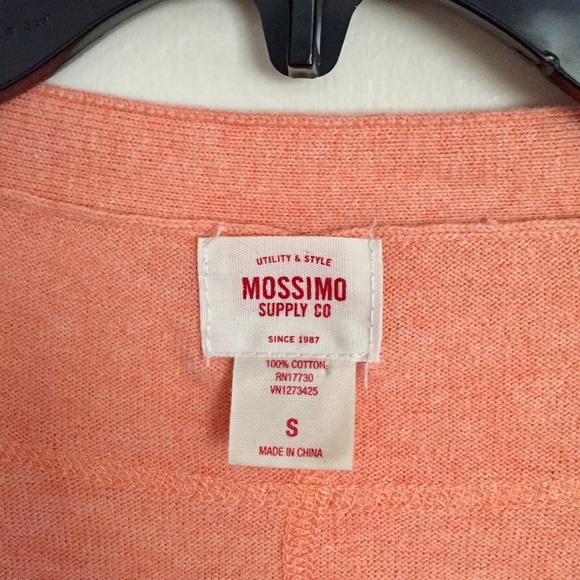 UTILITY & STYLE
MOSSIMO
SUPPLY CO
SINCE 1987
100% COTTON
RN17730
VN1273425
S
MADE IN CHINA